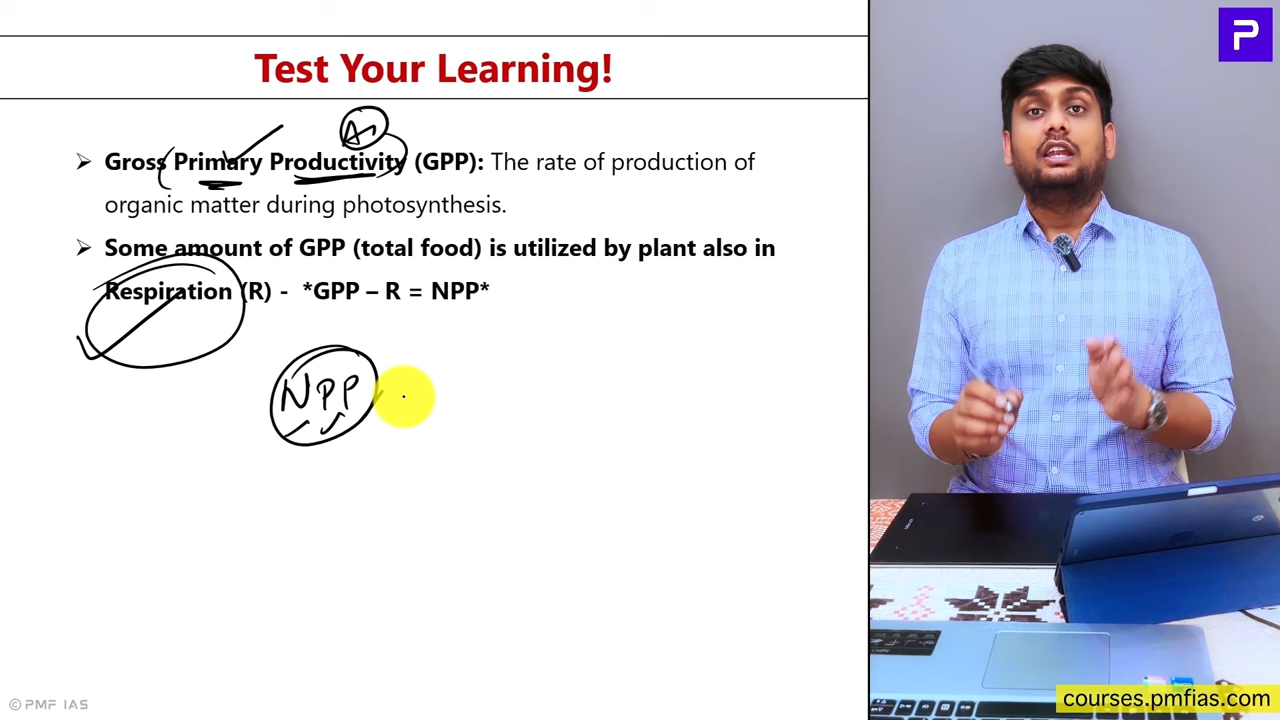 Test Your Learning!
A
➢ Gross Primary Productivity (GPP): The rate of production of
organic matter during photosynthesis.
➢ Some amount of GPP (total food) is utilized by plant also in
Respiration (R) - *GPP – R = NPP*
NPP
© PMF IAS
P
courses.pmfias.com